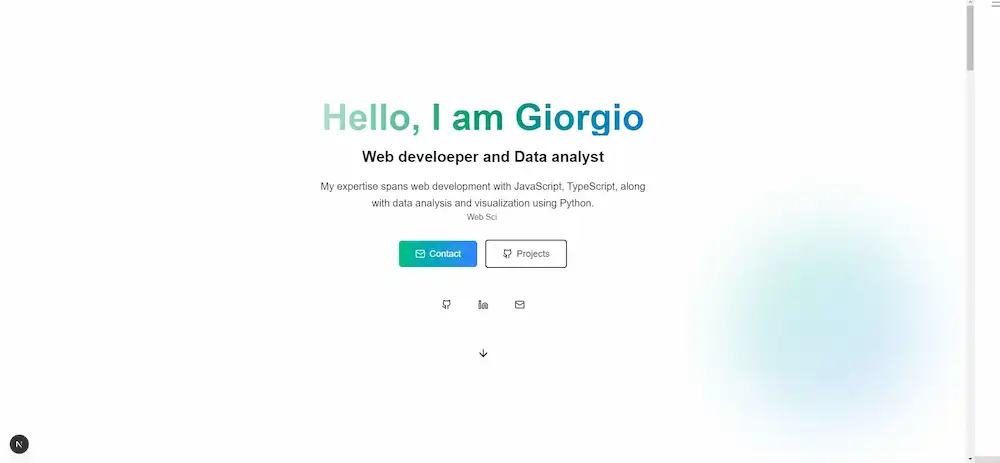 Hello, I am Giorgio
Web develoeper and Data analyst
My expertise spans web development with JavaScript, TypeScript, along
with data analysis and visualization using Python.
Web Sci
Contact
Projects
N